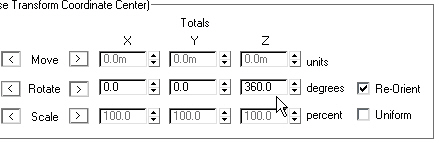 se Transform Coordinate Center)
Totals
X Y Z
< Move > 0.0m 0.0m 0.0m units
< Rotate > 0.0 0.0 360.0 degrees Re-Orient
< Scale > 100.0 100.0 100.0 percent Uniform